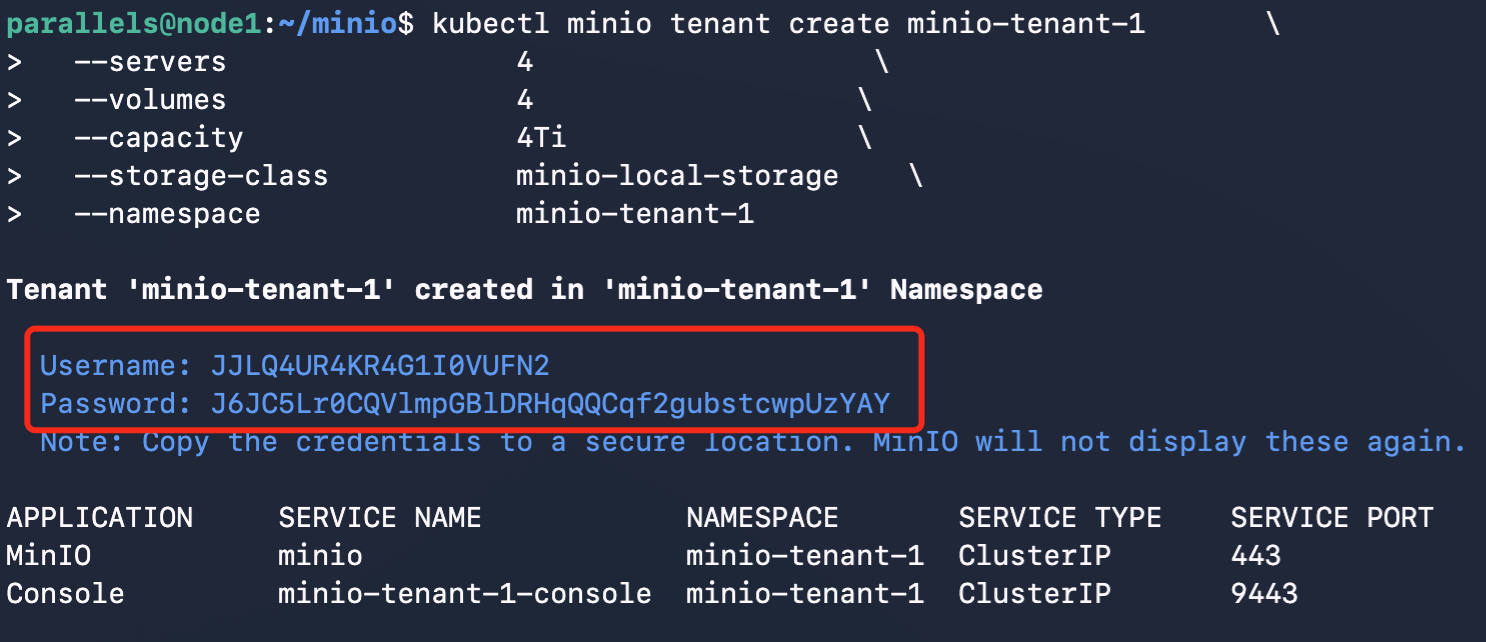 parallels@node1:~/minio$ kubectl minio tenant create minio-tenant-1 \
> --servers 4 \
> --volumes 4 \
> --capacity 4Ti \
> --storage-class minio-local-storage \
> --namespace minio-tenant-1
Tenant 'minio-tenant-1' created in 'minio-tenant-1' Namespace
Username: JJLQ4UR4KR4G1I0VUFN2
Password: J6JC5Lr0CQVlmpGBlDRHqQQCqf2gubstcwpUzYAY
Note: Copy the credentials to a secure location. MinIO will not display these again.
APPLICATION SERVICE NAME NAMESPACE SERVICE TYPE SERVICE PORT
MinIO minio minio-tenant-1 ClusterIP 443
Console minio-tenant-1-console minio-tenant-1 ClusterIP 9443